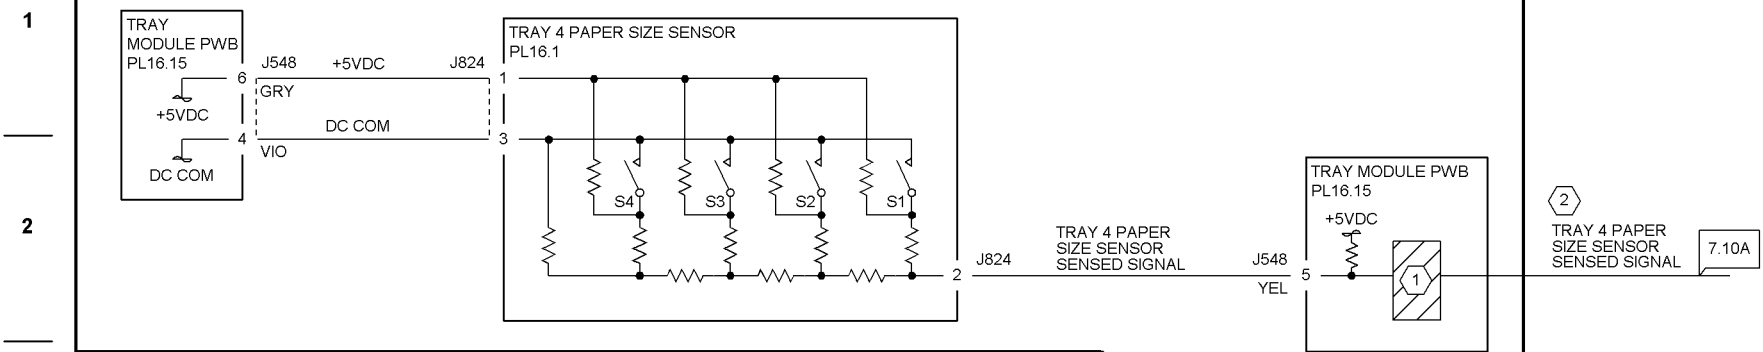 1
TRAY
MODULE PWB
PL16.15
6
J548
+5VDC
J824
1
GRY
+5VDC
4
DC COM
3
VIO
DC COM
TRAY 4 PAPER SIZE SENSOR
PL16.1
S4
S3
S2
S1
2
2
J824
TRAY 4 PAPER
SIZE SENSOR
SENSED SIGNAL
J548
5
YEL
TRAY MODULE PWB
PL16.15
+5VDC
1
2
TRAY 4 PAPER
SIZE SENSOR
SENSED SIGNAL
7.10A